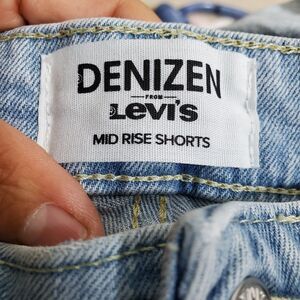 DENIZEN
FROM
Levi's
MID RISE SHORTS